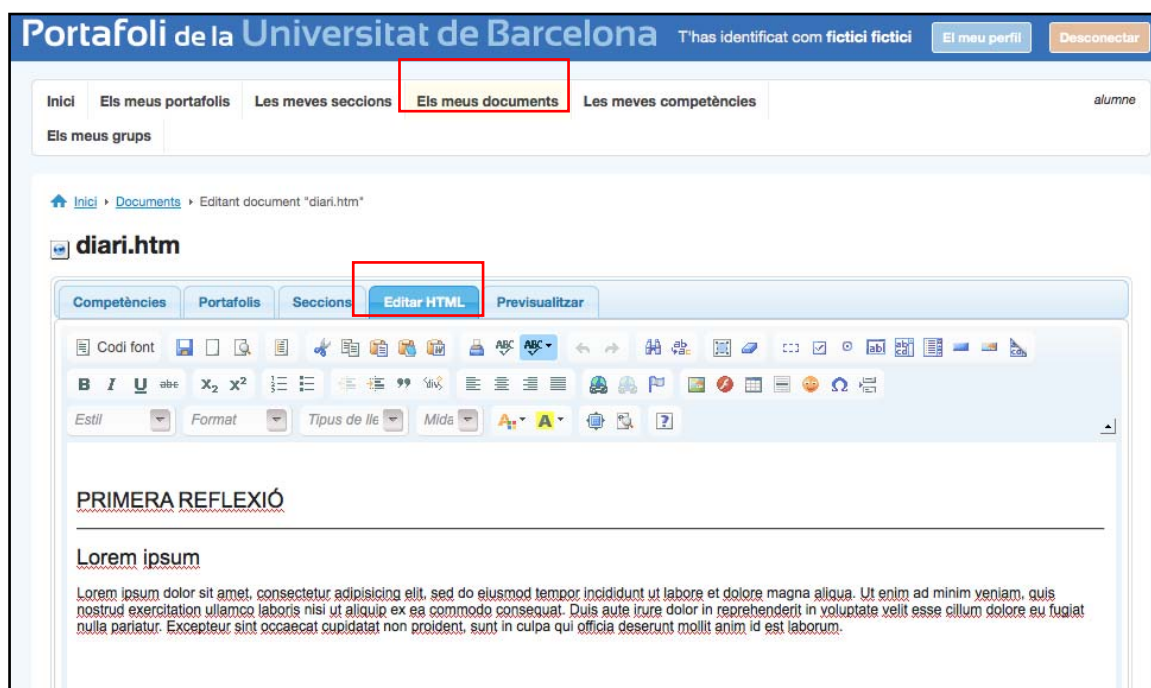 Portafoli de la Universitat de Barcelona T'has identificat com fictici fictici El meu perfil Desconectar
Inici Els meus portafolis Les meves seccions Els meus documents Les meves competències alumne
Els meus grups
Inici Documents Editant document "diari.htm"
diari.htm
Competències Portafolis Seccions Editar HTML Previsualitzar
Codi font ABC ABC
B I U abc X₂ X² div
Estil Format Tipus de lle Mida A A ?
PRIMERA REFLEXIÓ
Lorem ipsum
Lorem ipsum dolor sit amet, consectetur adipisicing elit, sed do eiusmod tempor incididunt ut labore et dolore magna aliqua. Ut enim ad minim veniam, quis
nostrud exercitation ullamco laboris nisi ut aliquip ex ea commodo consequat. Duis aute irure dolor in reprehenderit in voluptate velit esse cillum dolore eu fugiat
nulla pariatur. Excepteur sint occaecat cupidatat non proident, sunt in culpa qui officia deserunt mollit anim id est laborum.